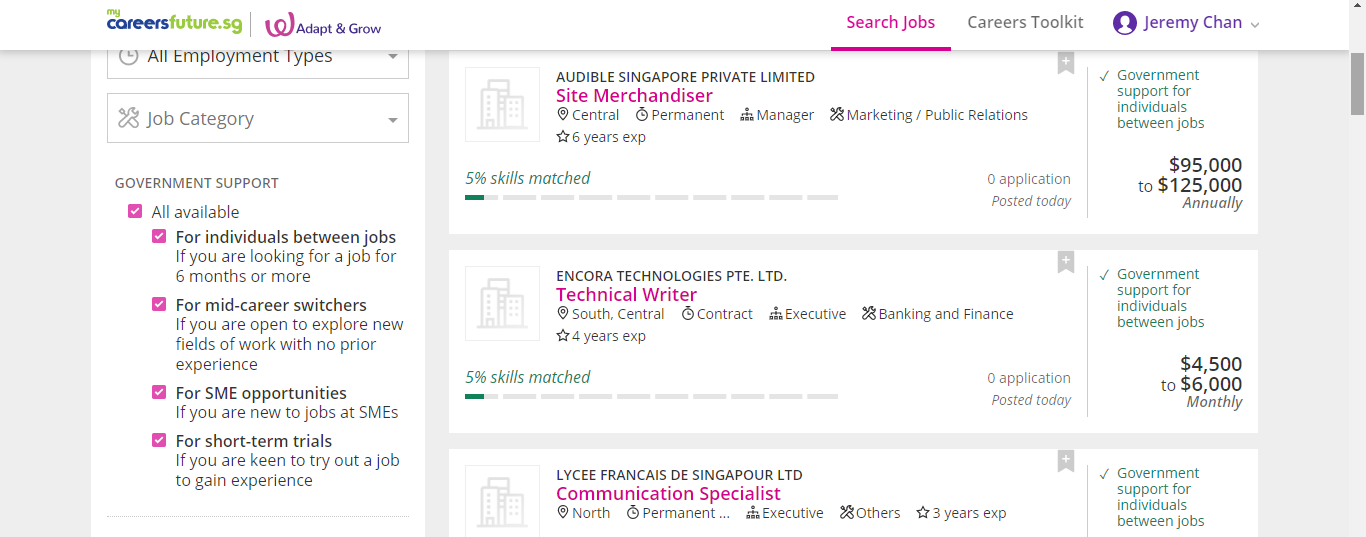 my
careersfuture.sg
Adapt & Grow
Search Jobs
Careers Toolkit
Jeremy Chan
All Employment Types
Job Category
GOVERNMENT SUPPORT
All available
For individuals between jobs
If you are looking for a job for
6 months or more
For mid-career switchers
If you are open to explore new
fields of work with no prior
experience
For SME opportunities
If you are new to jobs at SMEs
For short-term trials
If you are keen to try out a job
to gain experience
AUDIBLE SINGAPORE PRIVATE LIMITED
Site Merchandiser
Central Permanent Manager Marketing / Public Relations
6 years exp
5% skills matched
0 application
Posted today
Government
support for
individuals
between jobs
$95,000
to $125,000
Annually
ENCORA TECHNOLOGIES PTE. LTD.
Technical Writer
South, Central Contract Executive Banking and Finance
4 years exp
5% skills matched
0 application
Posted today
Government
support for
individuals
between jobs
$4,500
to $6,000
Monthly
LYCEE FRANCAIS DE SINGAPOUR LTD
Communication Specialist
North Permanent ... Executive Others 3 years exp
Government
support for
individuals
between jobs